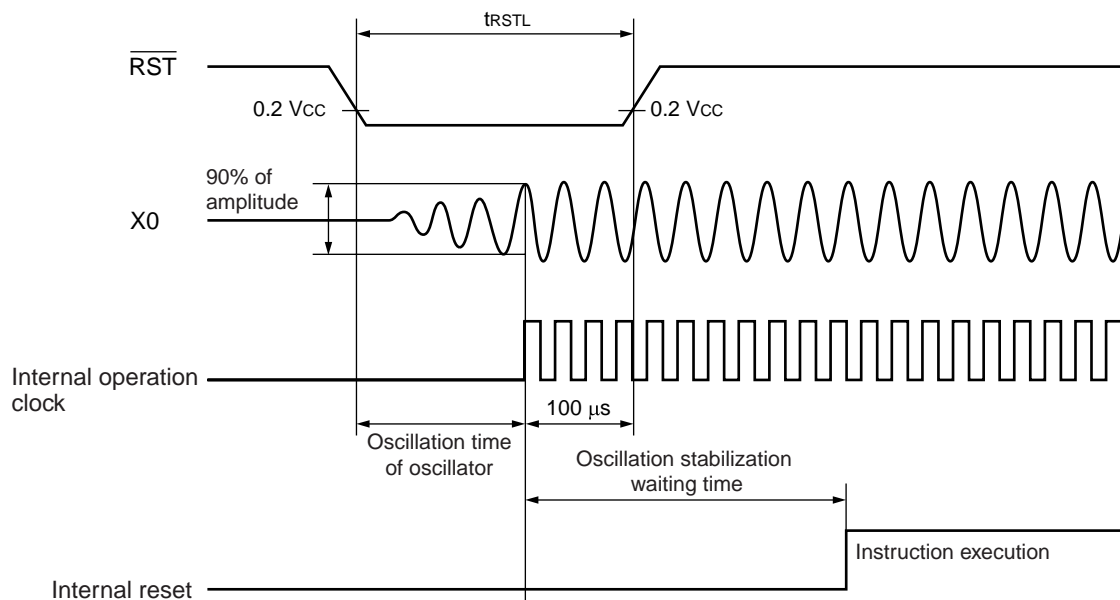 tRSTL
RST
0.2 VCC
0.2 VCC
90% of
amplitude
X0
Internal operation
clock
100 μs
Oscillation time
of oscillator
Oscillation stabilization
waiting time
Instruction execution
Internal reset